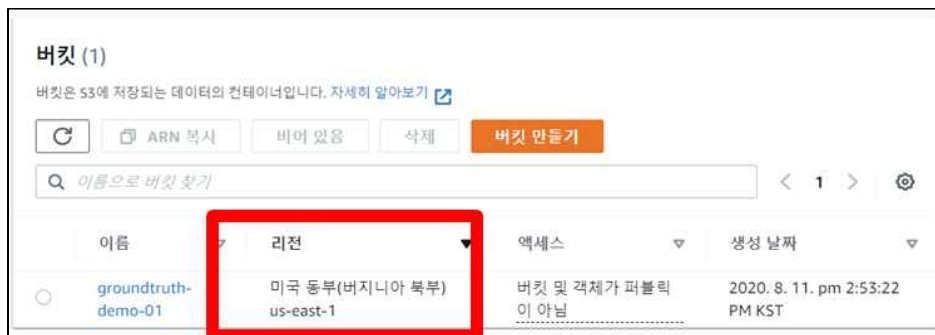 버킷 (1)
버킷은 S3에 저장되는 데이터의 컨테이너입니다. 자세히 알아보기
ARN 복사 비어 있음 삭제 버킷 만들기
이름으로 버킷 찾기 1
이름 리전 액세스 생성 날짜
groundtruth- 미국 동부(버지니아 북부) 버킷 및 객체가 퍼블릭 2020. 8. 11. pm 2:53:22
demo-01 us-east-1 이 아님 PM KST